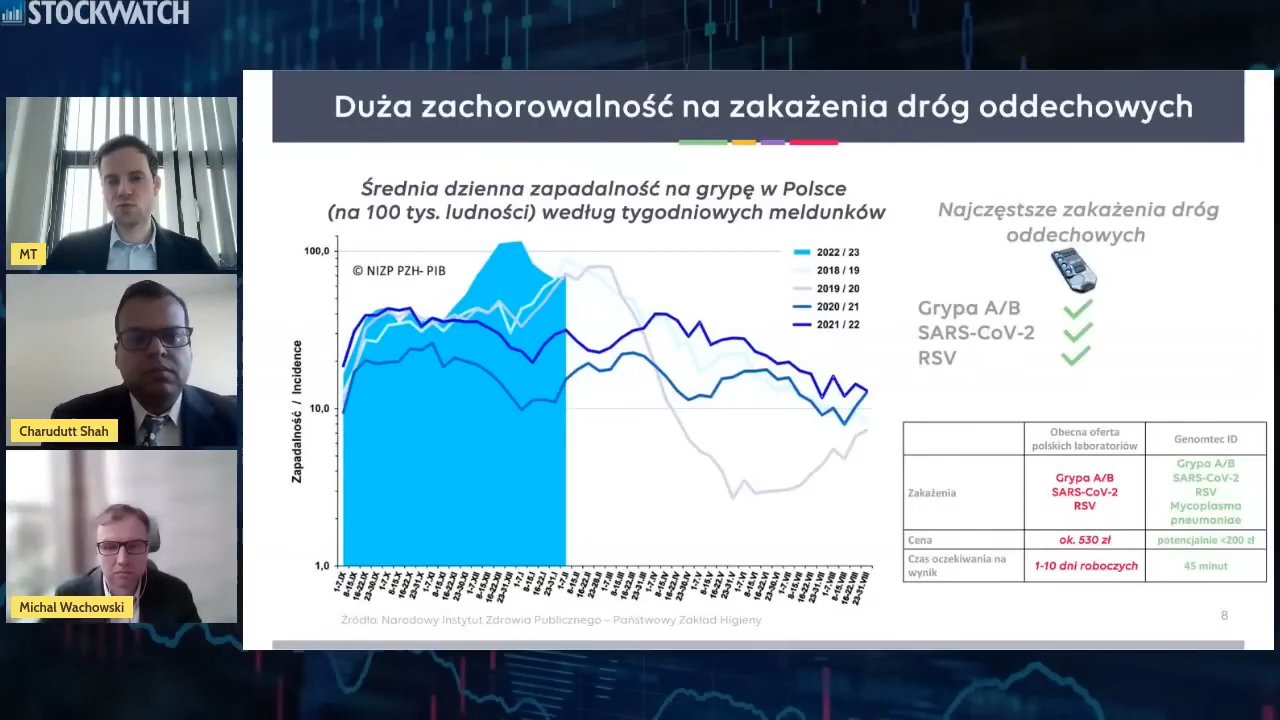 STOCKWATCH
MT
Charudutt Shah
Michal Wachowski
Duża zachorowalność na zakażenia dróg oddechowych
Średnia dzienna zapadalność na grypę w Polsce
(na 100 tys. ludności) według tygodniowych meldunków
© NIZP PZH- PIB
100,0
10,0
1,0
Zapadalność / Incidence
2022 / 23
2018 / 19
2019 / 20
2020 / 21
2021 / 22
Źródło: Narodowy Instytut Zdrowia Publicznego – Państwowy Zakład Higieny
Najczęstsze zakażenia dróg
oddechowych
Grypa A/B
SARS-CoV-2
RSV
Obecna oferta
polskich laboratoriów
Genomtec ID
Zakażenia
Grypa A/B
SARS-CoV-2
RSV
Grypa A/B
SARS-CoV-2
RSV
Mycoplasma
pneumoniae
Cena
ok. 530 zł
potencjalnie <200 zł
Czas oczekiwania na
wynik
1-10 dni roboczych
45 minut
8